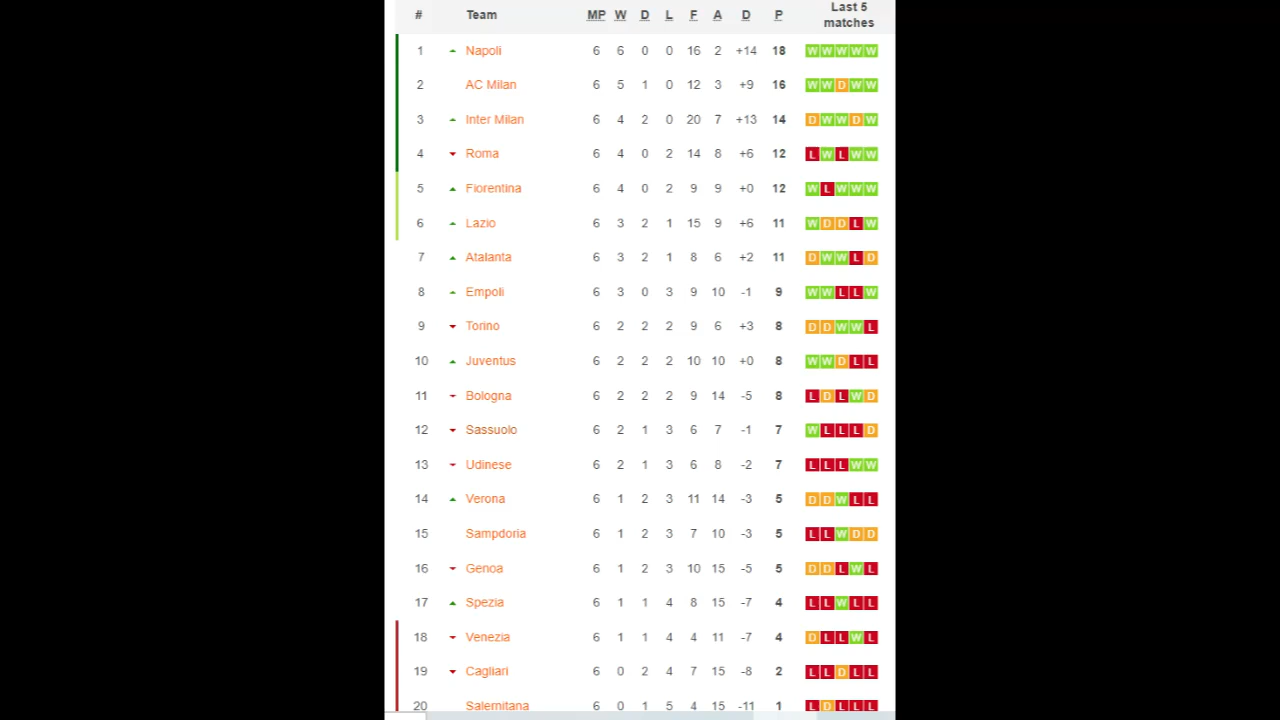 # Team MP W D L F A D P Last 5 matches
1 Napoli 6 6 0 0 16 2 +14 18 W W W W W
2 AC Milan 6 5 1 0 12 3 +9 16 W W D W W
3 Inter Milan 6 4 2 0 20 7 +13 14 D W W D W
4 Roma 6 4 0 2 14 8 +6 12 L W L W W
5 Fiorentina 6 4 0 2 9 9 +0 12 W L W W W
6 Lazio 6 3 2 1 15 9 +6 11 W D D L W
7 Atalanta 6 3 2 1 8 6 +2 11 D W W L D
8 Empoli 6 3 0 3 9 10 -1 9 W W L L W
9 Torino 6 2 2 2 9 6 +3 8 D D W W L
10 Juventus 6 2 2 2 10 10 +0 8 W W D L L
11 Bologna 6 2 2 2 9 14 -5 8 L D L W D
12 Sassuolo 6 2 1 3 6 7 -1 7 W L L L D
13 Udinese 6 2 1 3 6 8 -2 7 L L L W W
14 Verona 6 1 2 3 11 14 -3 5 D D W L L
15 Sampdoria 6 1 2 3 7 10 -3 5 L L W D D
16 Genoa 6 1 2 3 10 15 -5 5 D D L W L
17 Spezia 6 1 1 4 8 15 -7 4 L L W L L
18 Venezia 6 1 1 4 4 11 -7 4 D L L W L
19 Cagliari 6 0 2 4 7 15 -8 2 L L D L L
20 Salernitana 6 0 1 5 4 15 -11 1 L D L L L